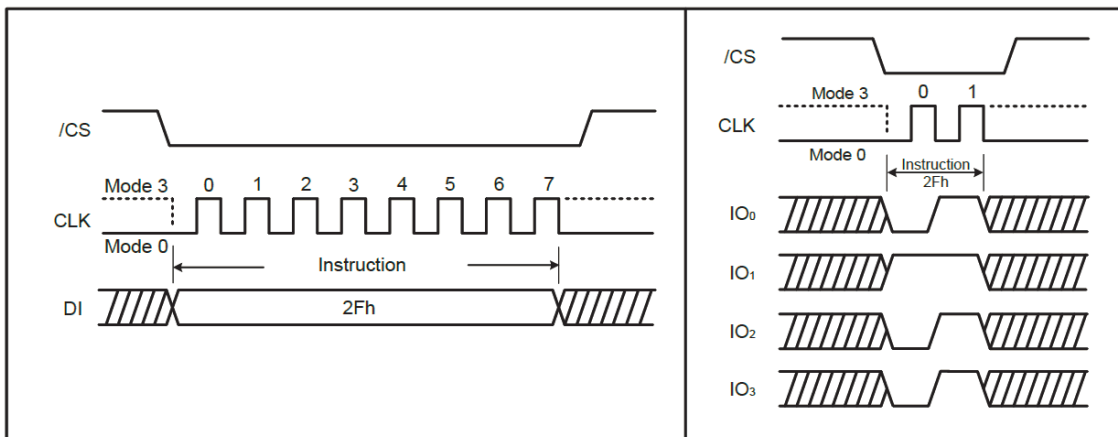 /CS
Mode 3 0 1 2 3 4 5 6 7
CLK
Mode 0
Instruction
DI 2Fh
/CS
Mode 3 0 1
CLK
Mode 0
Instruction
2Fh
IO₀
IO₁
IO₂
IO₃